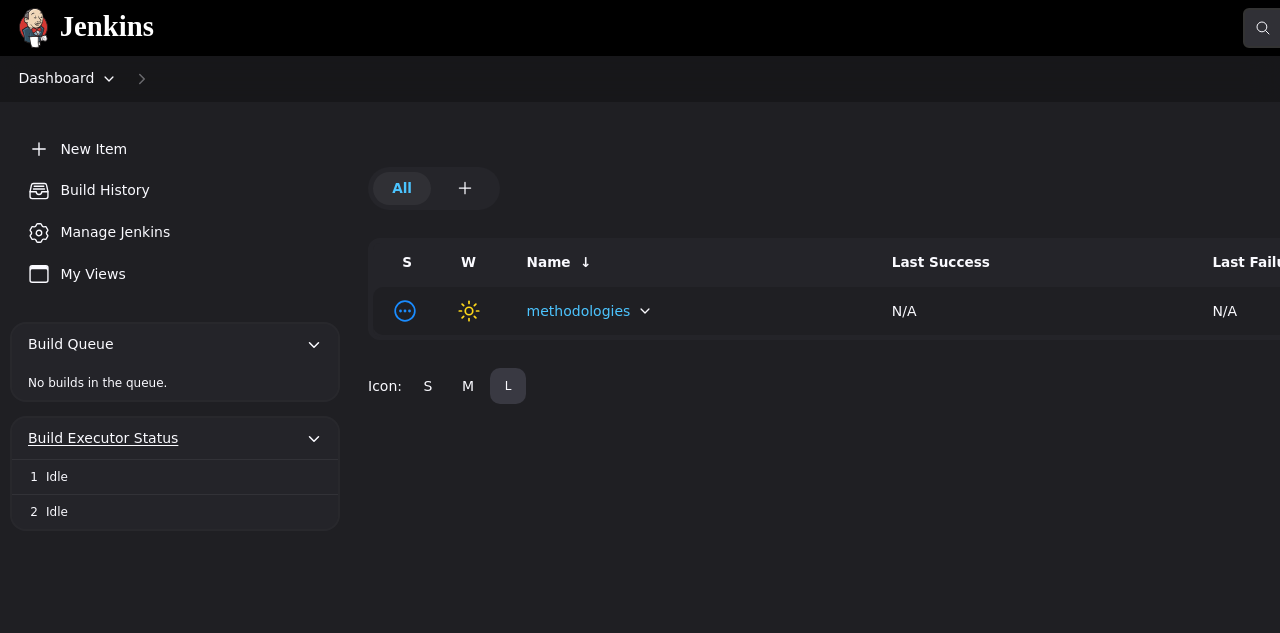 Jenkins
Dashboard
New Item
Build History
Manage Jenkins
My Views
Build Queue
No builds in the queue.
Build Executor Status
1 Idle
2 Idle
All
S W Name ↓ Last Success Last Failu
methodologies N/A N/A
Icon: S M L